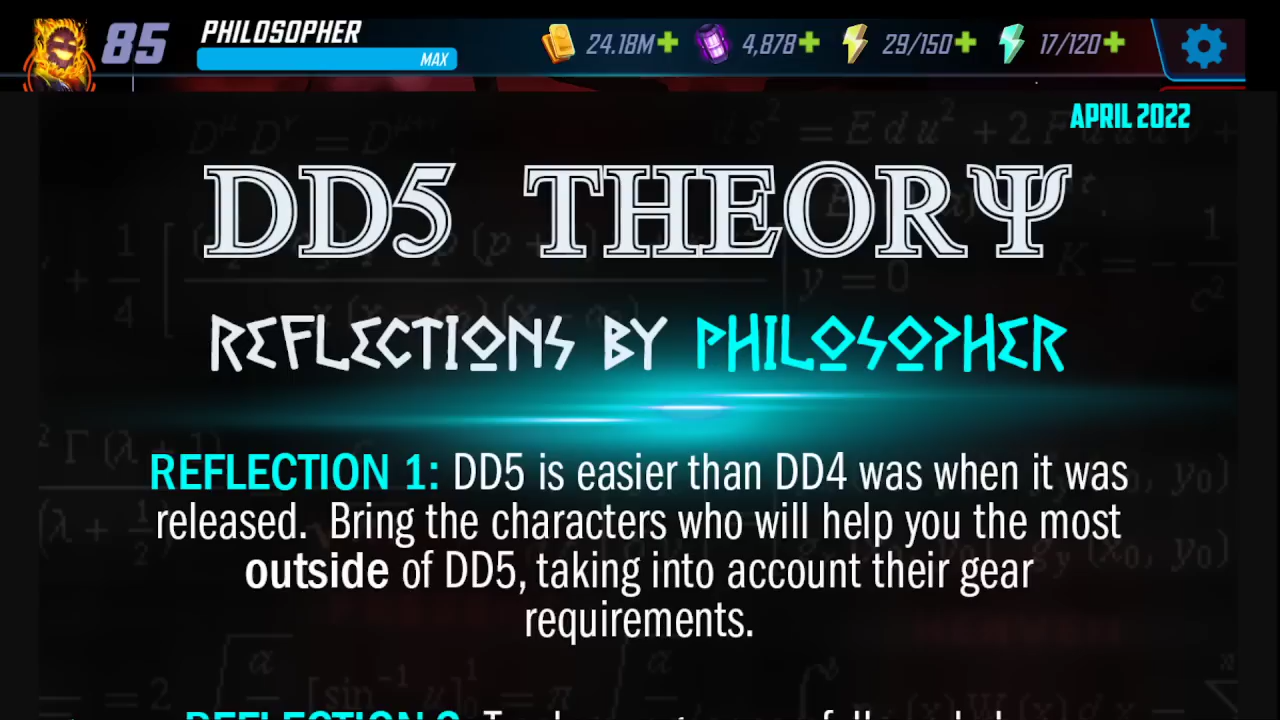 85 PHILOSOPHER MAX 24.18M 4,878 29/150 17/120
APRIL 2022
DD5 THEORΨ
REFLECTIONS BY PHILOSOPHER
REFLECTION 1: DD5 is easier than DD4 was when it was
released. Bring the characters who will help you the most
outside of DD5, taking into account their gear
requirements.